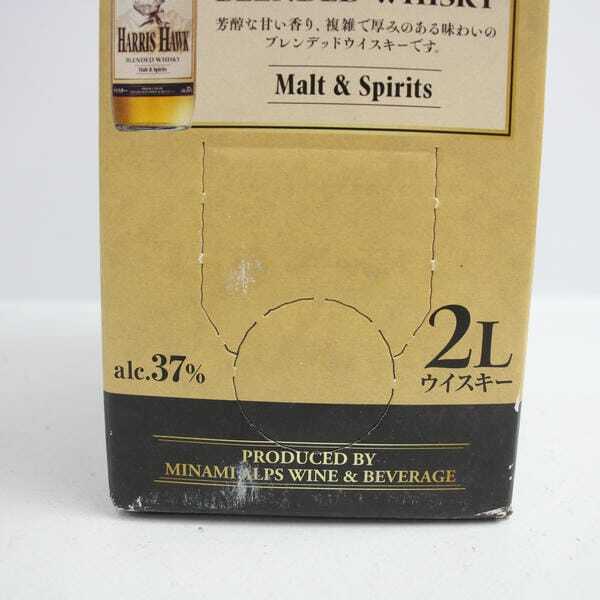 BLENDED WHISKY
芳醇な甘い香り、複雑で厚みのある味わいの
ブレンデッドウイスキーです。
Malt & Spirits
HARRIS HAWK
BLENDED WHISKY
Malt & Spirits
alc.37%
2L
ウイスキー
PRODUCED BY
MINAMI ALPS WINE & BEVERAGE